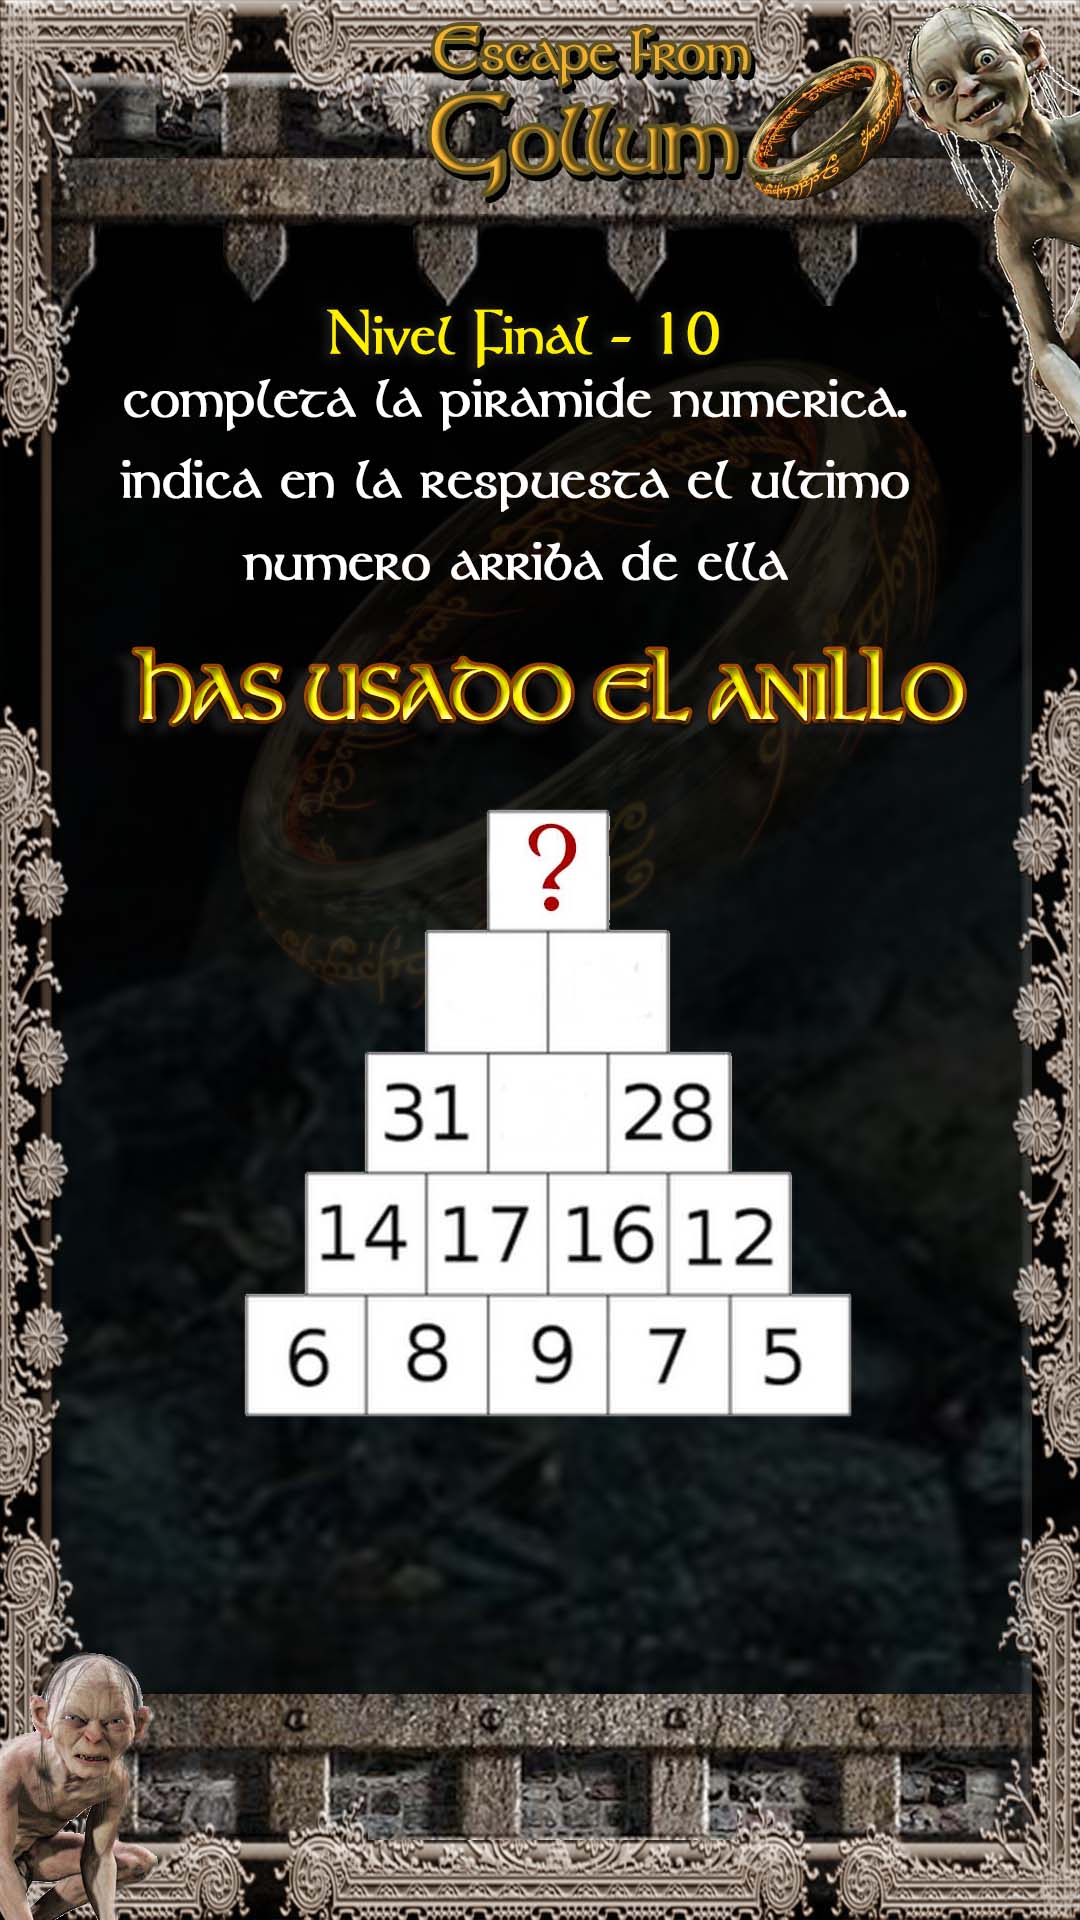 Escape from
Gollum
Nivel Final - 10
completa la piramide numerica.
indica en la respuesta el ultimo
numero arriba de ella
has usado el anillo
?
31 28
14 17 16 12
6 8 9 7 5